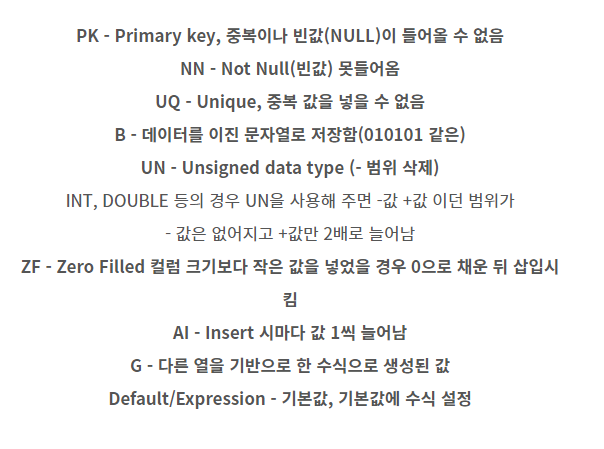 PK - Primary key, 중복이나 빈값(NULL)이 들어올 수 없음
NN - Not Null(빈값) 못들어옴
UQ - Unique, 중복 값을 넣을 수 없음
B - 데이터를 이진 문자열로 저장함(010101 같은)
UN - Unsigned data type (- 범위 삭제)
INT, DOUBLE 등의 경우 UN을 사용해 주면 -값 +값 이던 범위가
- 값은 없어지고 +값만 2배로 늘어남
ZF - Zero Filled 컬럼 크기보다 작은 값을 넣었을 경우 0으로 채운 뒤 삽입시
킴
AI - Insert 시마다 값 1씩 늘어남
G - 다른 열을 기반으로 한 수식으로 생성된 값
Default/Expression - 기본값, 기본값에 수식 설정